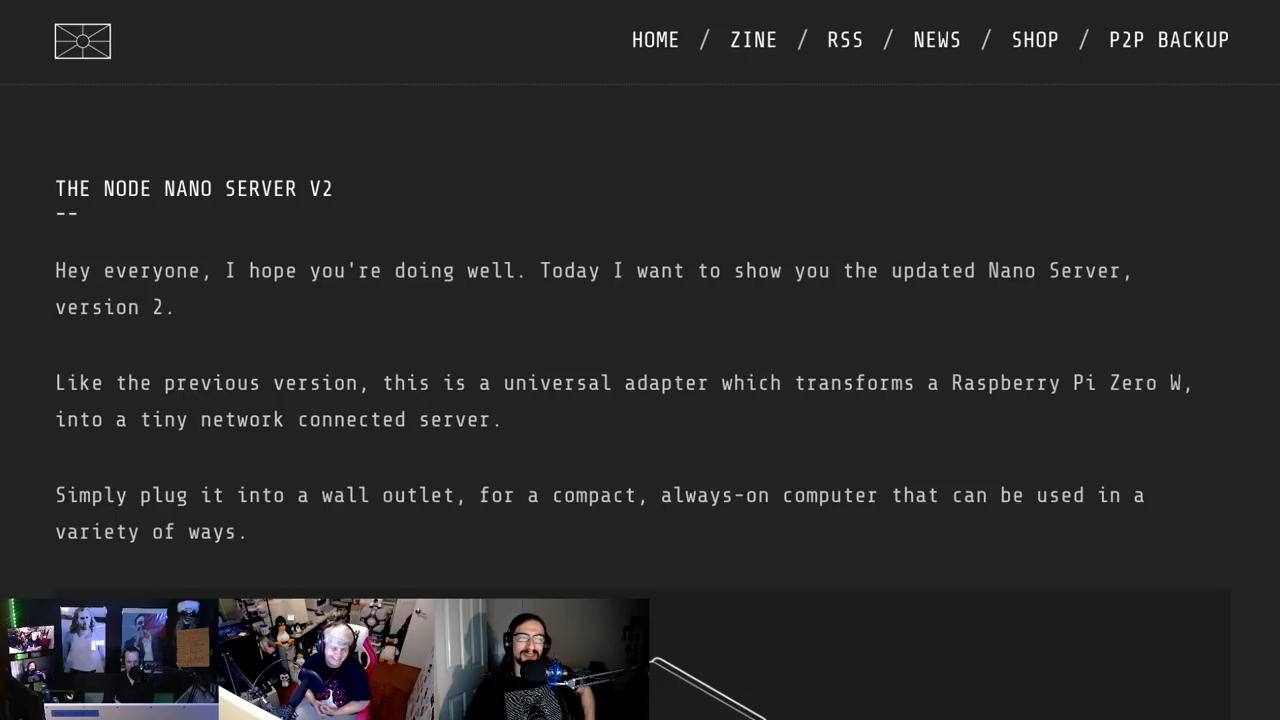 HOME / ZINE / RSS / NEWS / SHOP / P2P BACKUP
THE NODE NANO SERVER V2
--
Hey everyone, I hope you're doing well. Today I want to show you the updated Nano Server,
version 2.
Like the previous version, this is a universal adapter which transforms a Raspberry Pi Zero W,
into a tiny network connected server.
Simply plug it into a wall outlet, for a compact, always-on computer that can be used in a
variety of ways.